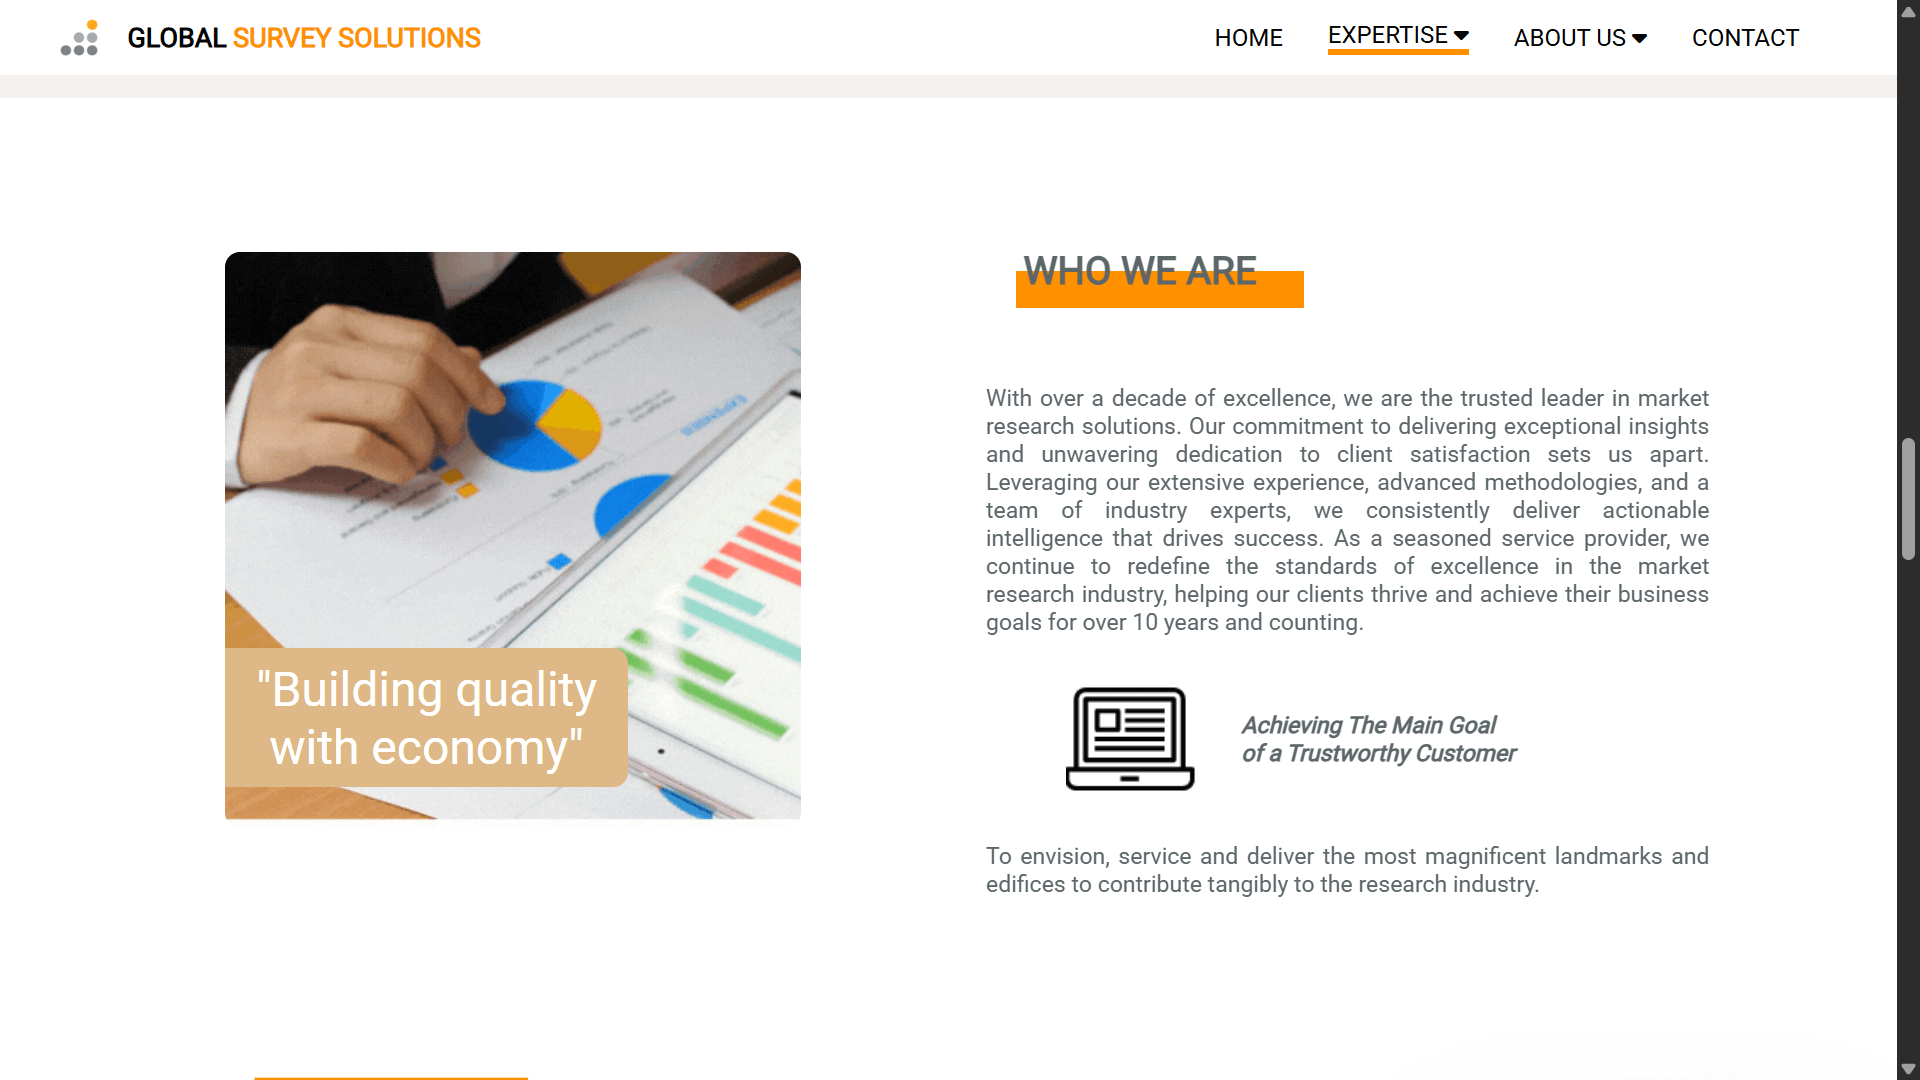 GLOBAL SURVEY SOLUTIONS
HOME
EXPERTISE
ABOUT US
CONTACT
"Building quality
with economy"
WHO WE ARE
With over a decade of excellence, we are the trusted leader in market
research solutions. Our commitment to delivering exceptional insights
and unwavering dedication to client satisfaction sets us apart.
Leveraging our extensive experience, advanced methodologies, and a
team of industry experts, we consistently deliver actionable
intelligence that drives success. As a seasoned service provider, we
continue to redefine the standards of excellence in the market
research industry, helping our clients thrive and achieve their business
goals for over 10 years and counting.
Achieving The Main Goal
of a Trustworthy Customer
To envision, service and deliver the most magnificent landmarks and
edifices to contribute tangibly to the research industry.